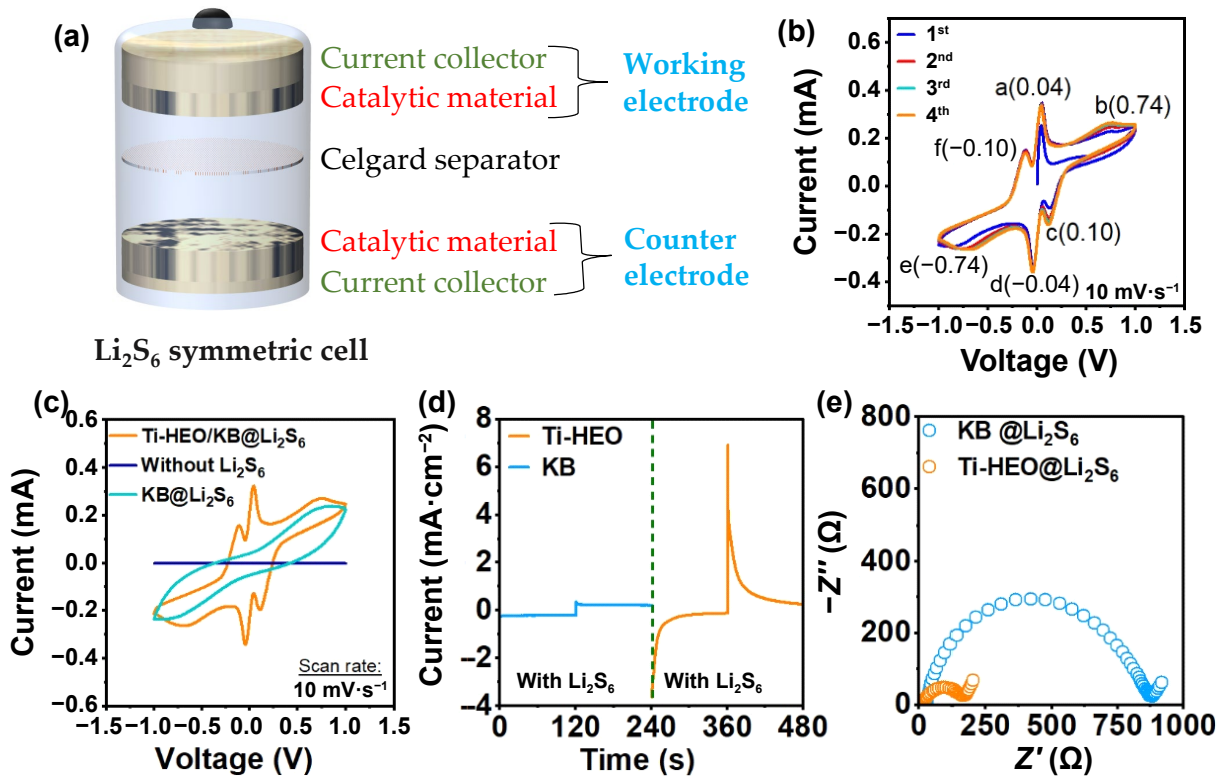 (a)
Current collector
Catalytic material
Working
electrode
Celgard separator
Catalytic material
Current collector
Counter
electrode
Li₂S₆ symmetric cell
(b)
0.6
0.4
0.2
0.0
−0.2
−0.4
Current (mA)
1ˢᵗ
2ⁿᵈ
3ʳᵈ
4ᵗʰ
a(0.04)
b(0.74)
f(−0.10)
c(0.10)
e(−0.74)
d(−0.04)
10 mV·s⁻¹
−1.5 −1.0 −0.5 0.0 0.5 1.0 1.5
Voltage (V)
(c)
0.6
0.4
0.2
0.0
−0.2
−0.4
−0.6
Current (mA)
Ti-HEO/KB@Li₂S₆
Without Li₂S₆
KB@Li₂S₆
Scan rate:
10 mV·s⁻¹
−1.5 −1.0 −0.5 0.0 0.5 1.0 1.5
Voltage (V)
(d)
8
6
4
2
0
−-2
−4
Current (mA·cm⁻²)
Ti-HEO
KB
With Li₂S₆ With Li₂S₆
0 120 240 360 480
Time (s)
(e)
800
600
400
200
0
−Z″ (Ω)
KB @Li₂S₆
Ti-HEO@Li₂S₆
0 250 500 750 1000
Z′ (Ω)